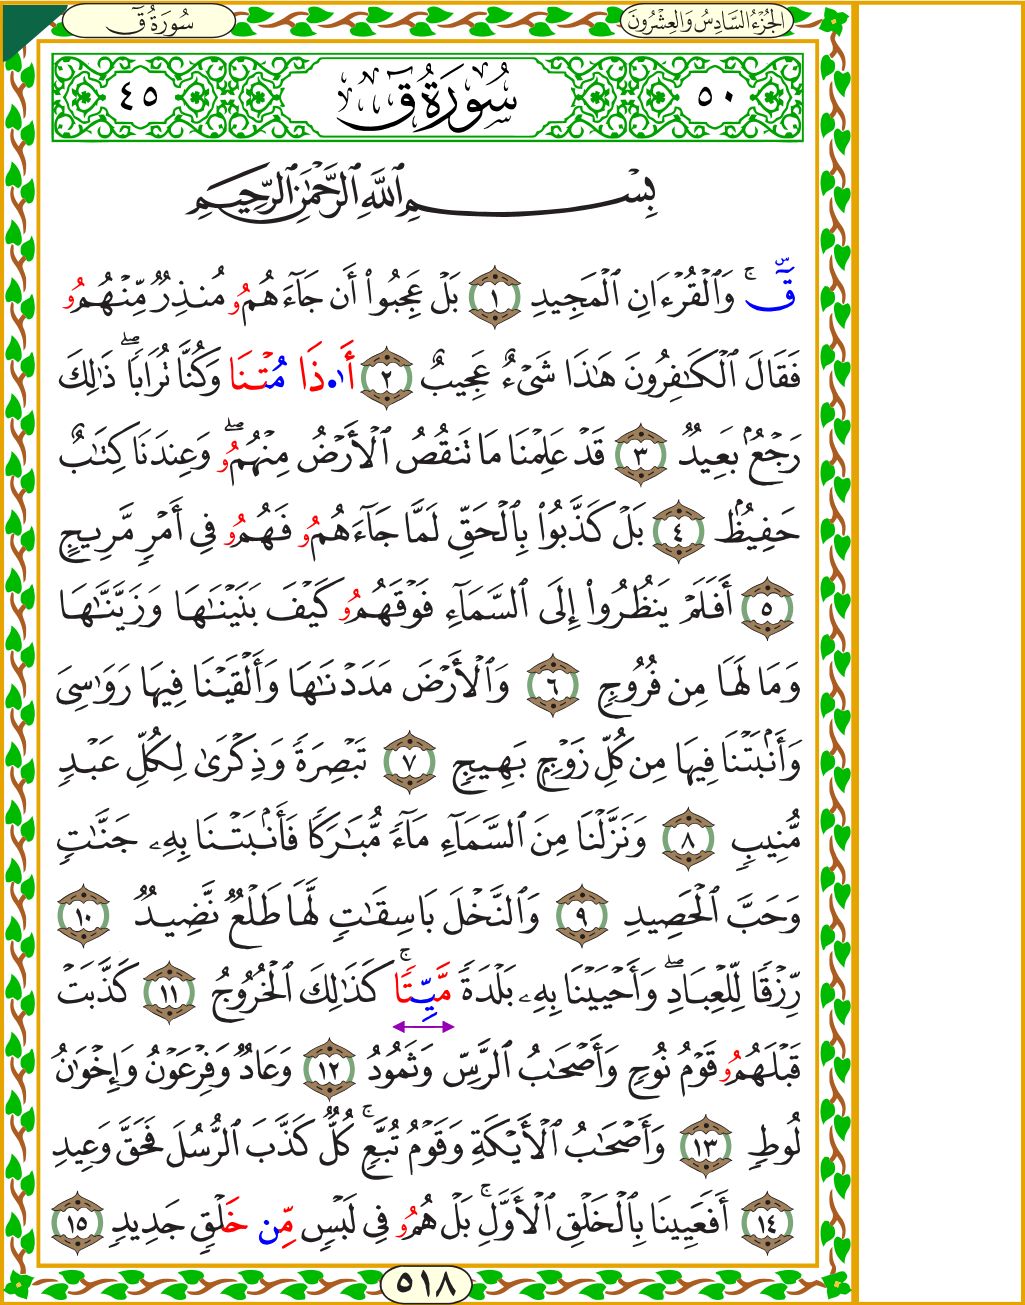 سُورَةُ قٓ
الجُزْءُ السَّادِسُ وَالعِشْرُونَ
٥٠ سُورَةُ قٓ ٤٥
بِسْمِ ٱللَّهِ ٱلرَّحْمَٰنِ ٱلرَّحِيمِ
قٓۚ وَٱلْقُرْءَانِ ٱلْمَجِيدِ ١ بَلْ عَجِبُوا۟ أَن جَآءَهُمُۥ مُنذِرٌ مِّنْهُمُۥ
فَقَالَ ٱلْكَٰفِرُونَ هَٰذَا شَىْءٌ عَجِيبٌ ٢ أَا۟ذَا مُتْنَا وَكُنَّا تُرَابًاۖ ذَٰلِكَ
رَجْعٌۢ بَعِيدٌ ٣ قَدْ عَلِمْنَا مَا تَنقُصُ ٱلْأَرْضُ مِنْهُمُۥۖ وَعِندَنَا كِتَٰبٌ
حَفِيظٌۢ ٤ بَلْ كَذَّبُوا۟ بِٱلْحَقِّ لَمَّا جَآءَهُمُۥ فَهُمُۥ فِىٓ أَمْرٍ مَّرِيجٍ
٥ أَفَلَمْ يَنظُرُوٓا۟ إِلَى ٱلسَّمَآءِ فَوْقَهُمُۥ كَيْفَ بَنَيْنَٰهَا وَزَيَّنَّٰهَا
وَمَا لَهَا مِن فُرُوجٍ ٦ وَٱلْأَرْضَ مَدَدْنَٰهَا وَأَلْقَيْنَا فِيهَا رَوَٰسِىَ
وَأَنۢبَتْنَا فِيهَا مِن كُلِّ زَوْجٍۭ بَهِيجٍ ٧ تَبْصِرَةً وَذِكْرَىٰ لِكُلِّ عَبْدٍ
مُّنِيبٍ ٨ وَنَزَّلْنَا مِنَ ٱلسَّمَآءِ مَآءً مُّبَٰرَكًا فَأَنۢبَتْنَا بِهِۦ جَنَّٰتٍ
وَحَبَّ ٱلْحَصِيدِ ٩ وَٱلنَّخْلَ بَاسِقَٰتٍ لَّهَا طَلْعٌ نَّضِيدٌ ١٠
رِّزْقًا لِّلْعِبَادِۖ وَأَحْيَيْنَا بِهِۦ بَلْدَةً مَّيِّتًاۚ كَذَٰلِكَ ٱلْخُرُوجُ ١١ كَذَّبَتْ
قَبْلَهُمُۥ قَوْمُ نُوحٍ وَأَصْحَٰبُ ٱلرَّسِّ وَثَمُودُ ١٢ وَعَادٌ وَفِرْعَوْنُ وَإِخْوَٰنُ
لُوطٍ ١٣ وَأَصْحَٰبُ ٱلْأَيْكَةِ وَقَوْمُ تُبَّعٍۚ كُلٌّ كَذَّبَ ٱلرُّسُلَ فَحَقَّ وَعِيدِ
١٤ أَفَعَيِينَا بِٱلْخَلْقِ ٱلْأَوَّلِۚ بَلْ هُمُۥ فِى لَبْسٍ مِّنْ خَلْقٍ جَدِيدٍ ١٥
٥١٨